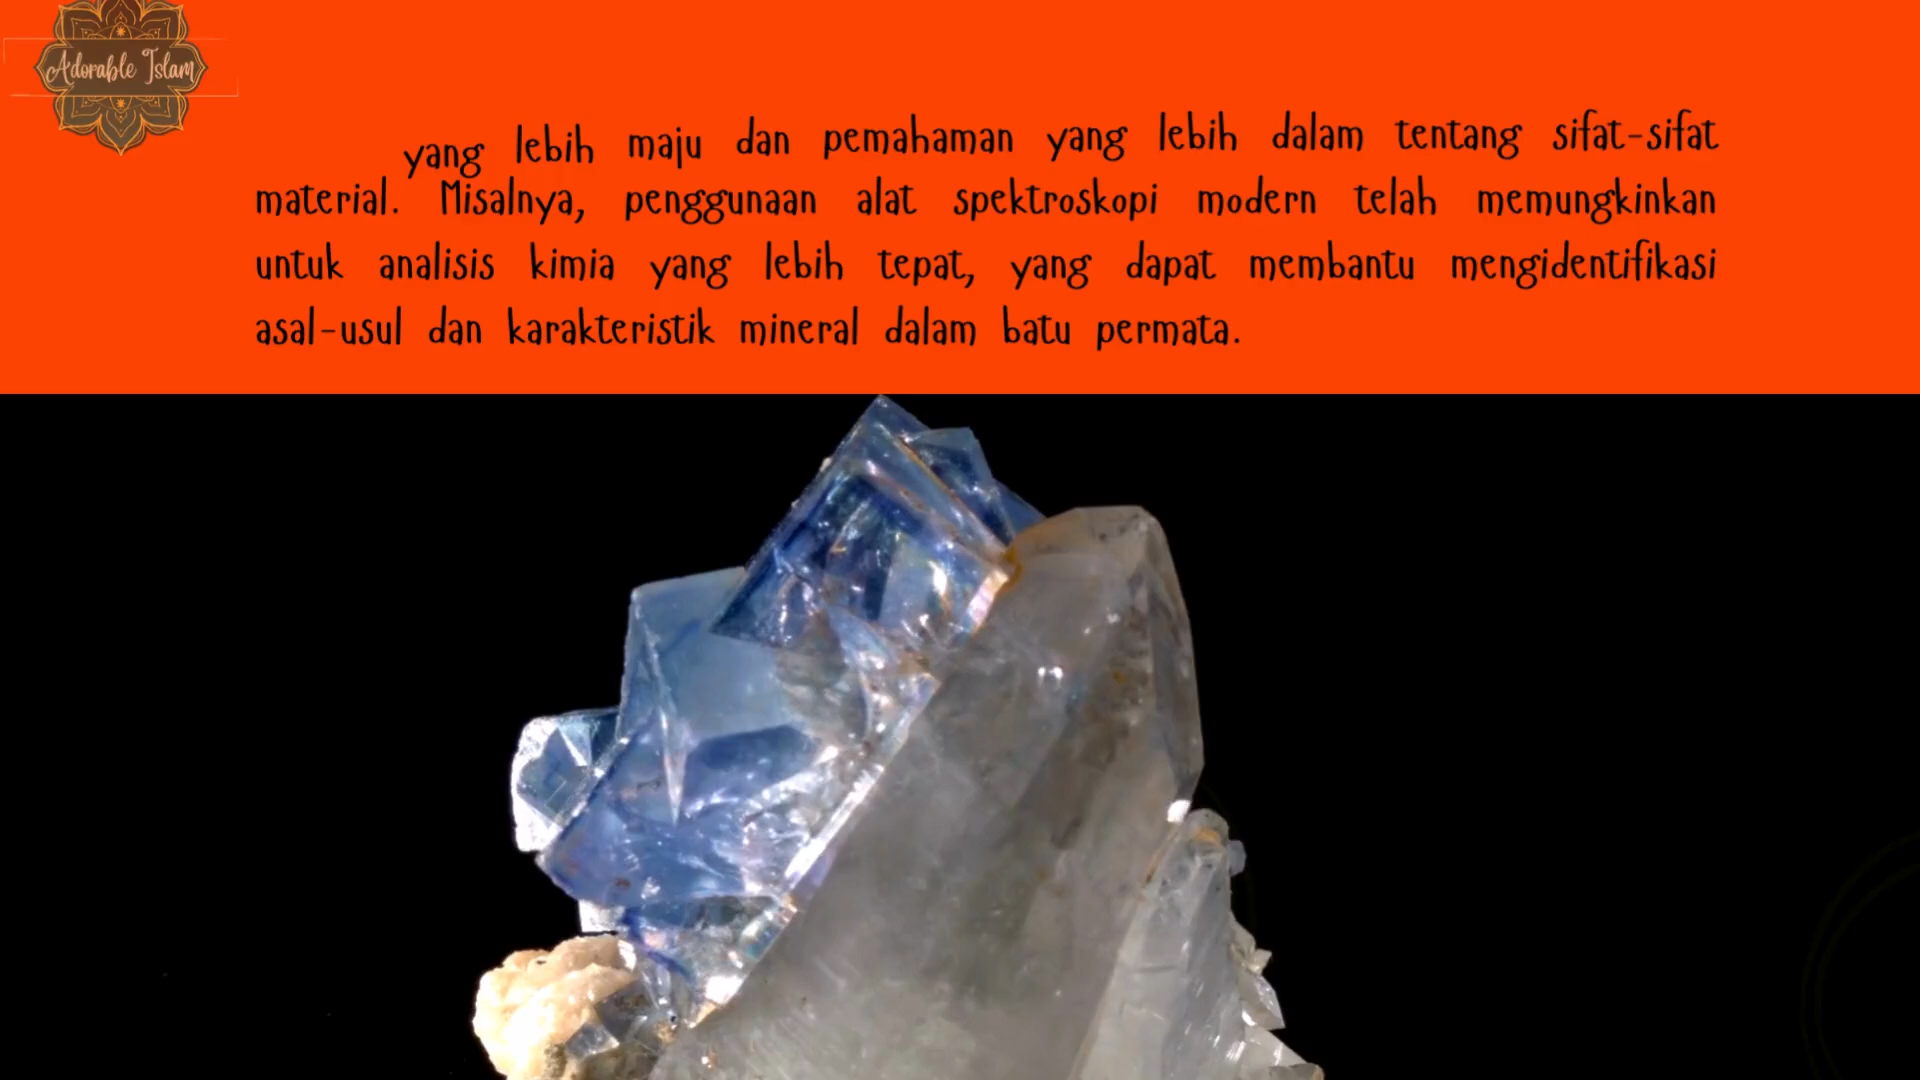 Adorable Islam
yang lebih maju dan pemahaman yang lebih dalam tentang sifat-sifat
material. Misalnya, penggunaan alat spektroskopi modern telah memungkinkan
untuk analisis kimia yang lebih tepat, yang dapat membantu mengidentifikasi
asal-usul dan karakteristik mineral dalam batu permata.